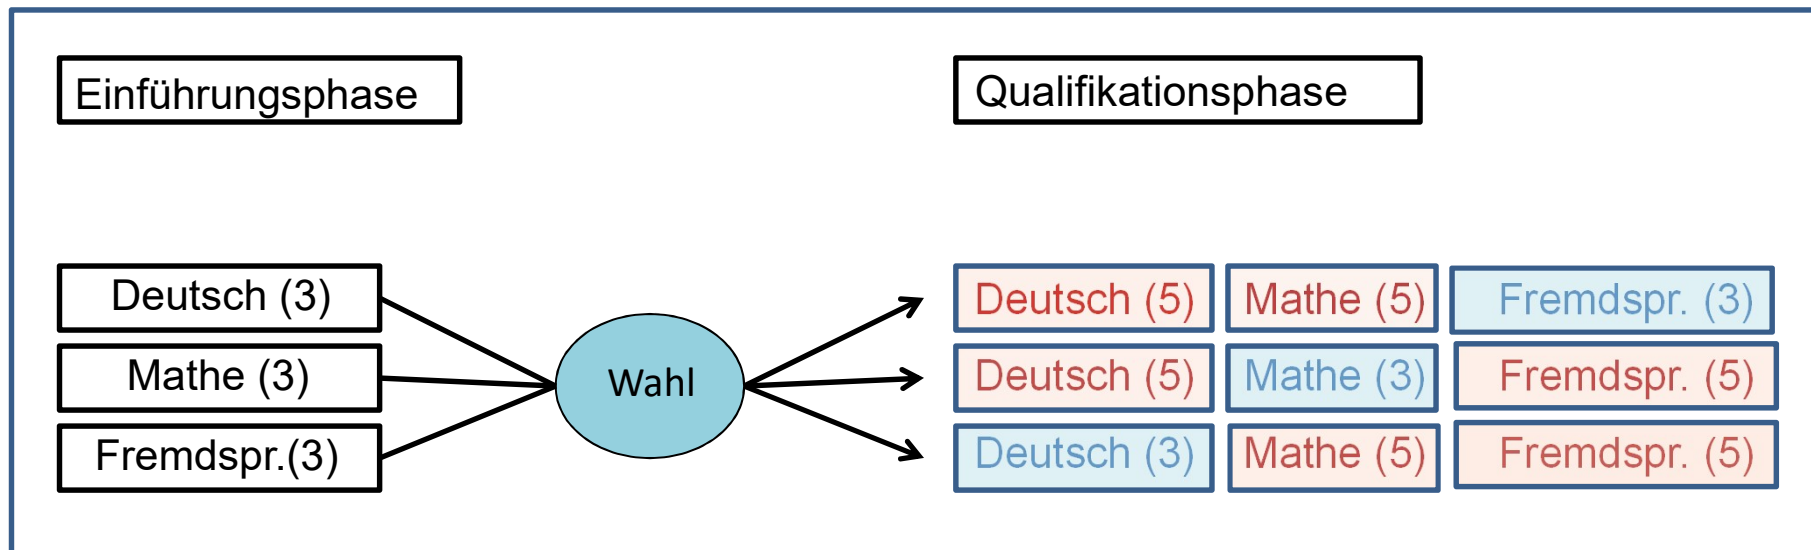 Einführungsphase
Qualifikationsphase
Deutsch (3)
Mathe (3)
Fremdspr.(3)
Wahl
Deutsch (5) Mathe (5) Fremdspr. (3)
Deutsch (5) Mathe (3) Fremdspr. (5)
Deutsch (3) Mathe (5) Fremdspr. (5)